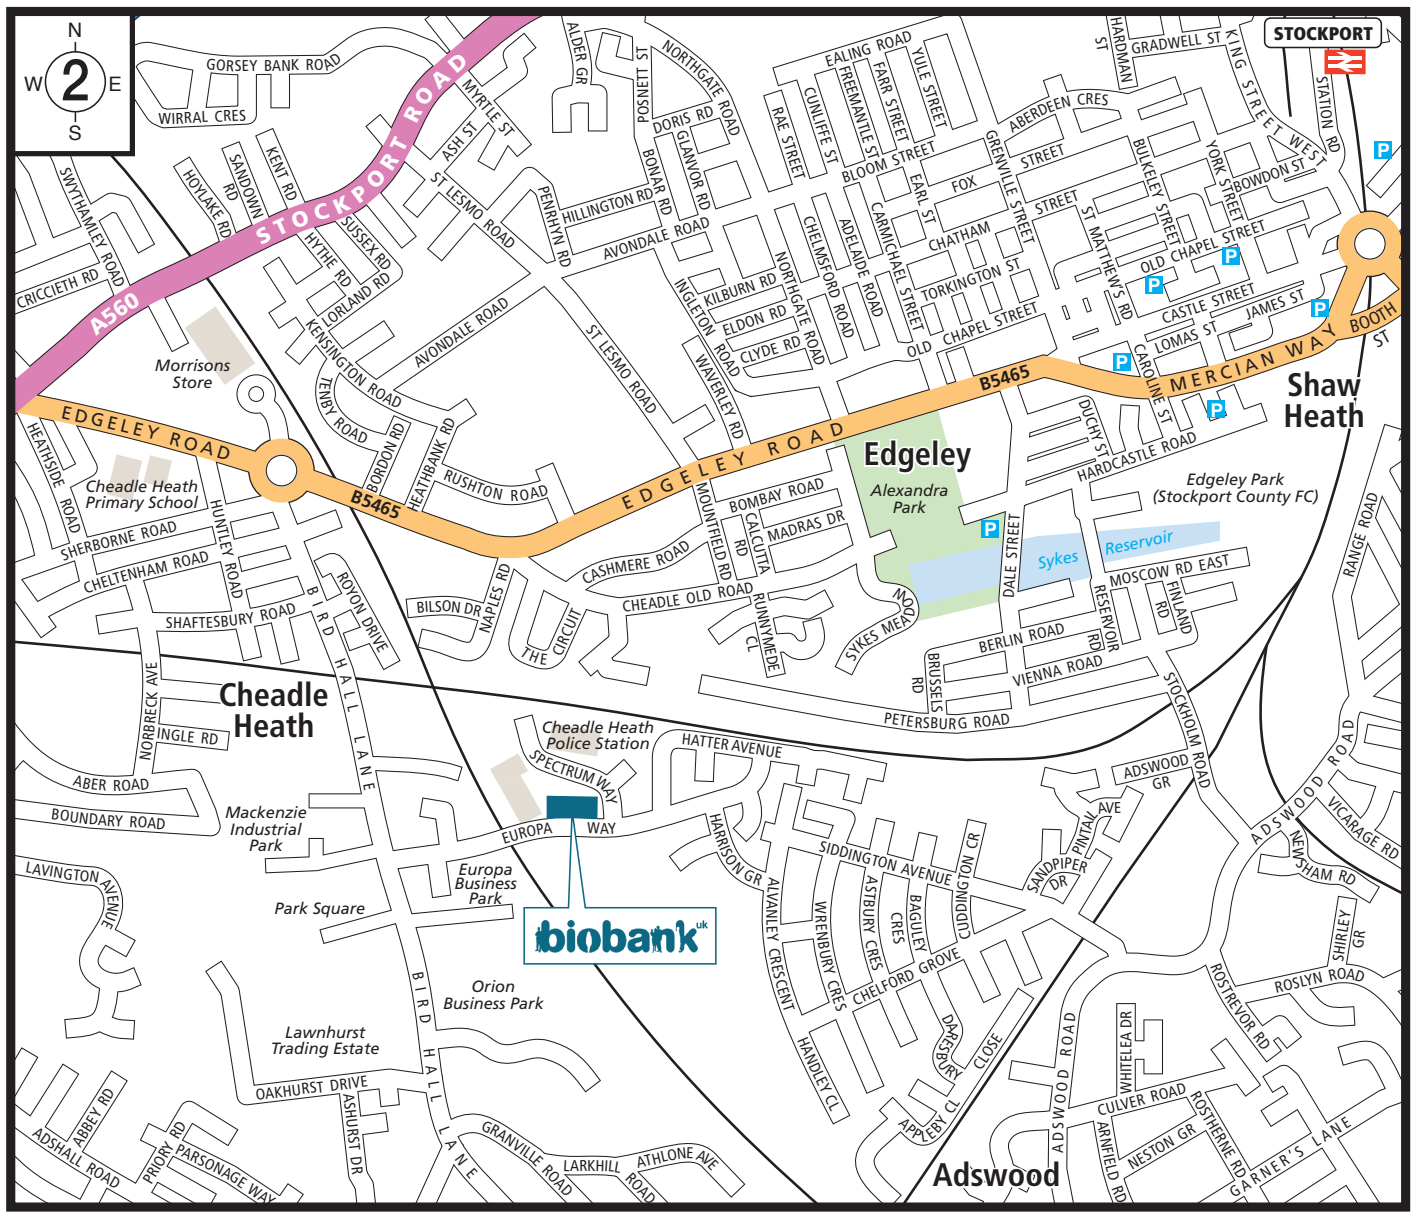 N
W 2 E
S
STOCKPORT
GORSEY BANK ROAD
WIRRAL CRES
STOCKPORT ROAD
A560
MYRTLE ST
ASH ST
ST LESMO ROAD
ALDER GR
POSNETT ST
NORTHGATE ROAD
DORIS RD
GLANVOR RD
BONAR RD
HILLINGTON RD
PENRHYN RD
AVONDALE ROAD
EALING ROAD
YULE STREET
FARR STREET
FREEMANTLE ST
CUNLIFFE ST
RAE STREET
BLOOM STREET
GRENVILLE STREET
ABERDEEN CRES
HARDMAN ST
GRADWELL ST
KING STREET WEST
STATION RD
P
SWYTHAMLEY ROAD
CRICCIETH RD
HOYLAKE RD
SANDOWN RD
KENT RD
HYTHE RD
SUSSEX RD
LORLAND RD
KENSINGTON ROAD
AVONDALE ROAD
ST LESMO ROAD
TENBY ROAD
BORDON RD
HEATHBANK RD
RUSHTON ROAD
Morrisons
Store
INGLETON ROAD
KILBURN RD
ELDON RD
CLYDE RD
NORTHGATE ROAD
WAVERLEY RD
CHELMSFORD ROAD
ADELAIDE ROAD
CARMICHAEL STREET
EARL ST
FOX STREET
CHATHAM STREET
TORKINGTON ST
OLD CHAPEL STREET
ST MATTHEW'S RD
BULKELEY STREET
YORK STREET
BOWDON ST
OLD CHAPEL STREET
P
P
CASTLE STREET
JAMES ST
LOMAS ST
P
P
CAROLINE ST
MERCIAN WAY
BOOTH ST
P
Shaw
Heath
B5465
EDGELEY ROAD
EDGELEY ROAD
B5465
Edgeley
Alexandra
Park
P
DUCHY ST
HARDCASTLE ROAD
Edgeley Park
(Stockport County FC)
Sykes Reservoir
DALE STREET
MOSCOW RD EAST
FINLAND RD
RESERVOIR RD
BERLIN ROAD
VIENNA ROAD
BRUSSELS RD
PETERSBURG ROAD
STOCKHOLM ROAD
RANGE ROAD
HEATHSIDE ROAD
Cheadle Heath
Primary School
SHERBORNE ROAD
CHELTENHAM ROAD
HUNTLEY ROAD
SHAFTESBURY ROAD
BIRD HALL LANE
ROYON DRIVE
BILSON DR
NAPLES RD
THE CIRCUIT
CASHMERE ROAD
CHEADLE OLD ROAD
MOUNTFIELD RD
BOMBAY ROAD
CALCUTTA RD
MADRAS DR
RUNNYMEDE CL
SYKES MEADOW
Cheadle
Heath
NORBRECK AVE
INGLE RD
ABER ROAD
BOUNDARY ROAD
LAVINGTON AVENUE
Cheadle Heath
Police Station
SPECTRUM WAY
HATTER AVENUE
EUROPA WAY
Mackenzie
Industrial
Park
Europa
Business
Park
Park Square
biobank uk
HARRISON GR
SIDDINGTON AVENUE
ALVANLEY CRESCENT
WRENBURY CRES
ASTBURY CRES
BAGULEY CRES
CUDDINGTON CR
CHELFORD GROVE
HANDLEY CL
DARESBURY CLOSE
APPLEBY CL
SANDPIPER DR
PINTAIL AVE
ADSWOOD GR
ADSWOOD ROAD
VICARAGE RD
NEWSHAM RD
SHIRLEY GR
ROSLYN ROAD
ROSTREVOR RD
BIRD HALL LANE
Orion
Business Park
Lawnhurst
Trading Estate
OAKHURST DRIVE
ASHURST DR
ABBEY RD
ADSHALL ROAD
PRIORY RD
PARSONAGE WAY
GRANVILLE ROAD
LARKHILL ROAD
ATHLONE AVE
Adswood
ADSWOOD ROAD
WHITELEA DR
CULVER ROAD
ARNFIELD RD
NESTON GR
ROSTHERNE RD
GARNER'S LANE